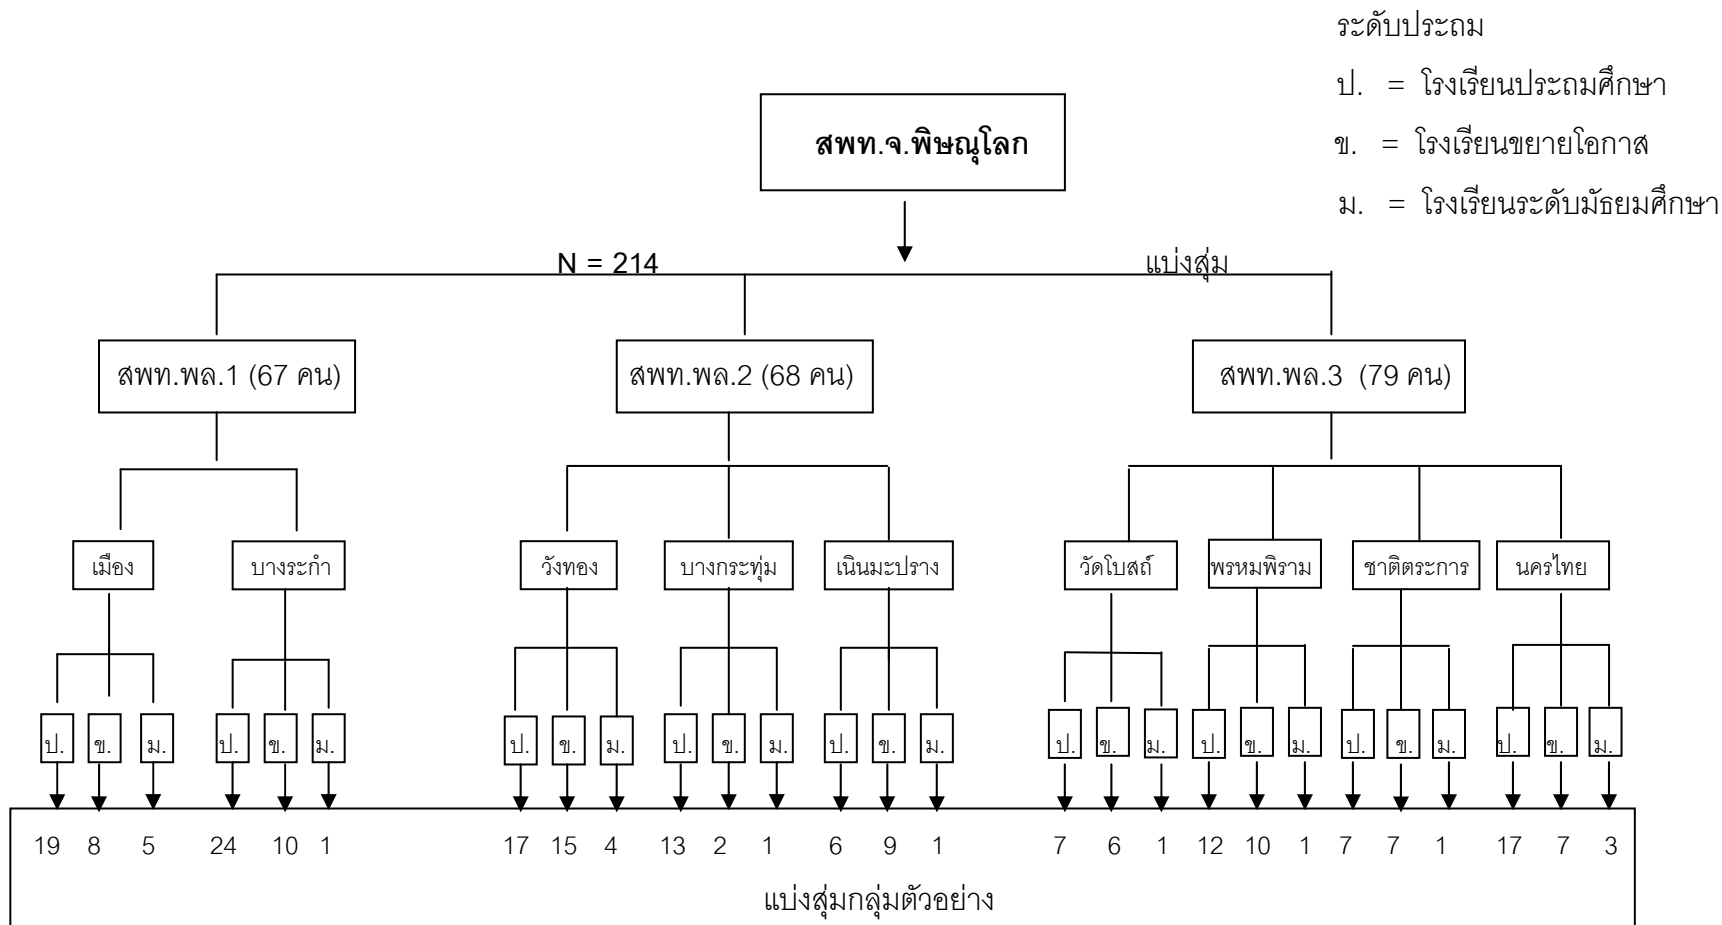 ระดับประถม
ป. = โรงเรียนประถมศึกษา
ข. = โรงเรียนขยายโอกาส
ม. = โรงเรียนระดับมัธยมศึกษา
สพท.จ.พิษณุโลก
N = 214 แบ่งสุ่ม
สพท.พล.1 (67 คน) สพท.พล.2 (68 คน) สพท.พล.3 (79 คน)
เมือง บางระกำ วังทอง บางกระทุ่ม เนินมะปราง วัดโบสถ์ พรหมพิราม ชาติตระการ นครไทย
ป. ข. ม. ป. ข. ม. ป. ข. ม. ป. ข. ม. ป. ข. ม. ป. ข. ม. ป. ข. ม. ป. ข. ม. ป. ข. ม.
19 8 5 24 10 1 17 15 4 13 2 1 6 9 1 7 6 1 12 10 1 7 7 1 17 7 3
แบ่งสุ่มกลุ่มตัวอย่าง